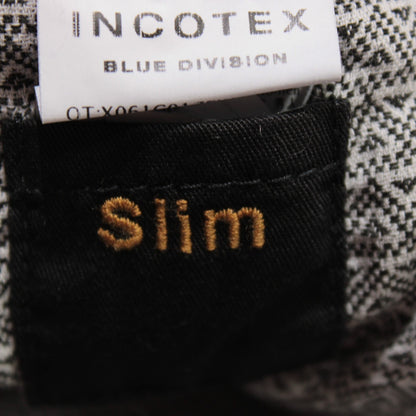 INCOTEX
BLUE DIVISION
Slim